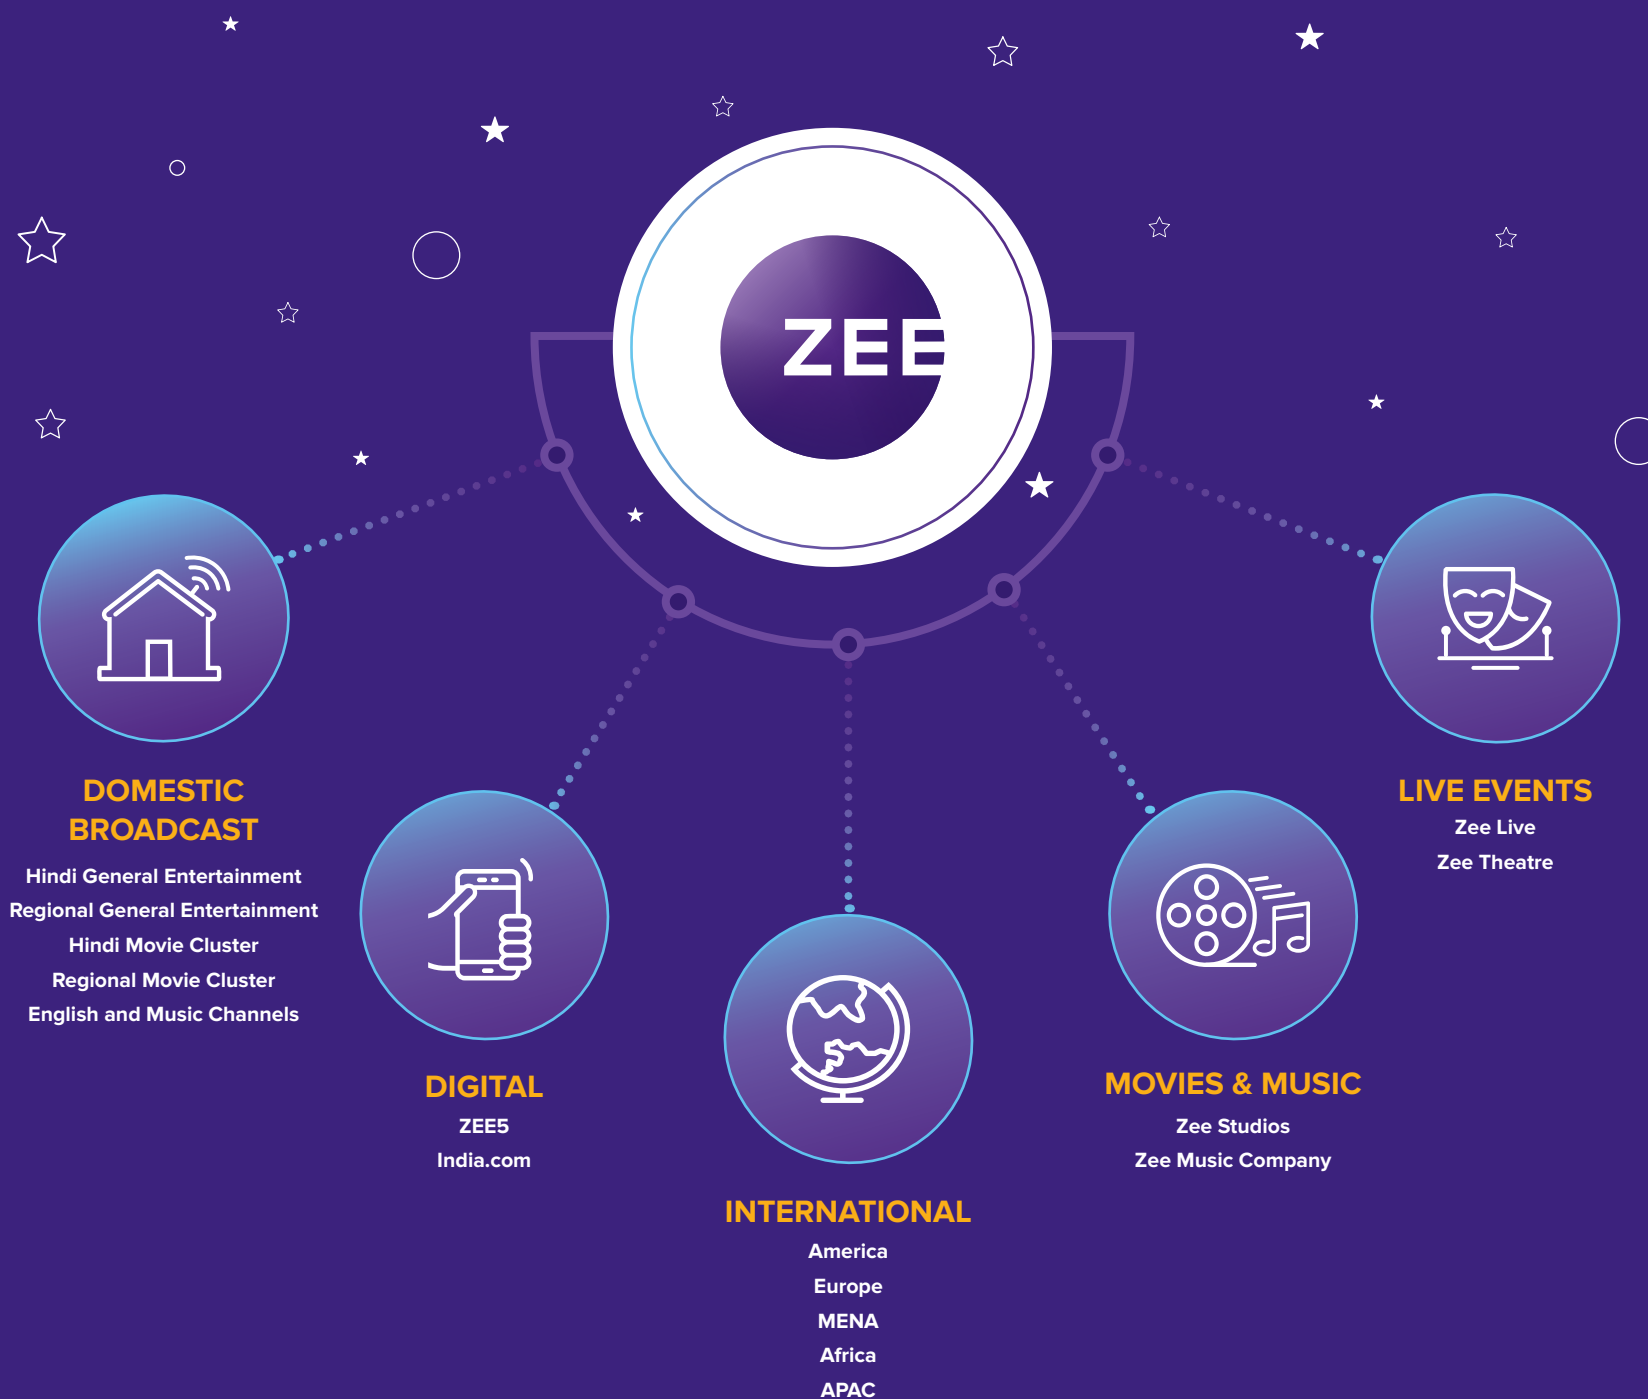 ZEE
DOMESTIC
BROADCAST
Hindi General Entertainment
Regional General Entertainment
Hindi Movie Cluster
Regional Movie Cluster
English and Music Channels
DIGITAL
ZEE5
India.com
INTERNATIONAL
America
Europe
MENA
Africa
APAC
MOVIES & MUSIC
Zee Studios
Zee Music Company
LIVE EVENTS
Zee Live
Zee Theatre